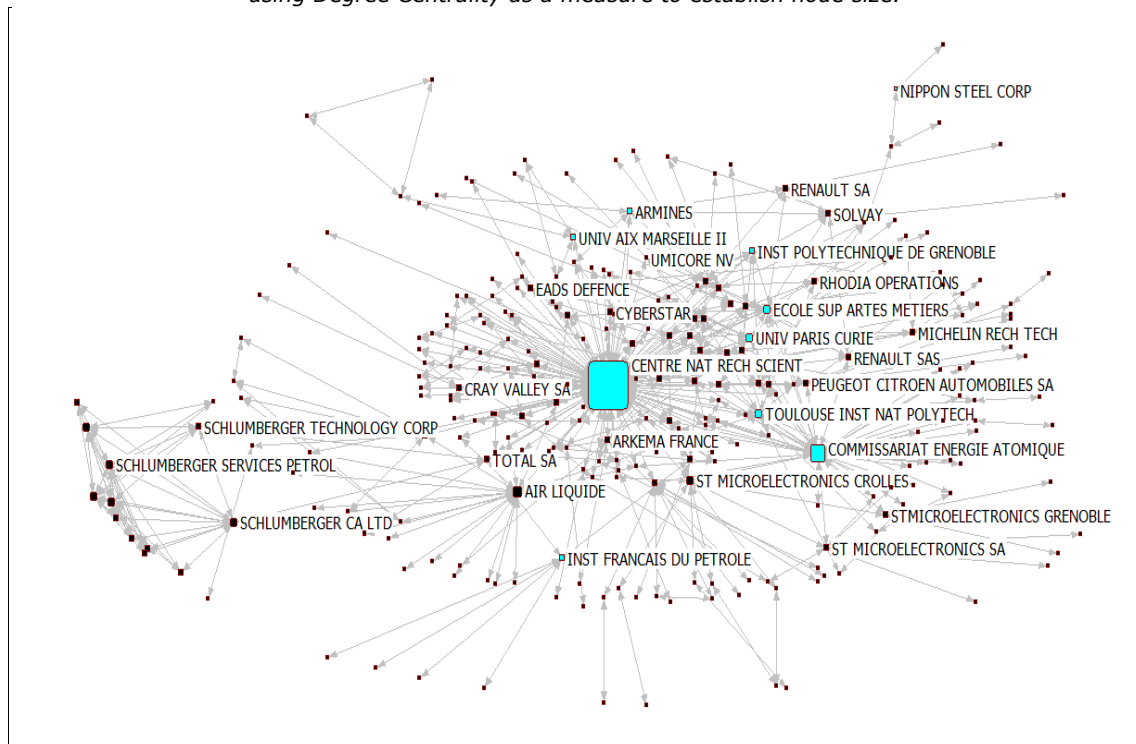 using Degree Centrality as a measure to establish node size.
NIPPON STEEL CORP
RENAULT SA
ARMINES
SOLVAY
UNIV AIX MARSEILLE II
INST POLYTECHNIQUE DE GRENOBLE
UMICORE NV
RHODIA OPERATIONS
EADS DEFENCE
ECOLE SUP ARTES METIERS
CYBERSTAR
MICHELIN RECH TECH
UNIV PARIS CURIE
RENAULT SAS
CENTRE NAT RECH SCIENT
PEUGEOT CITROEN AUTOMOBILES SA
CRAY VALLEY SA
TOULOUSE INST NAT POLYTECH
SCHLUMBERGER TECHNOLOGY CORP
ARKEMA FRANCE
COMMISSARIAT ENERGIE ATOMIQUE
TOTAL SA
SCHLUMBERGER SERVICES PETROL
ST MICROELECTRONICS CROLLES
AIR LIQUIDE
STMICROELECTRONICS GRENOBLE
SCHLUMBERGER CA LTD
ST MICROELECTRONICS SA
INST FRANCAIS DU PETROLE